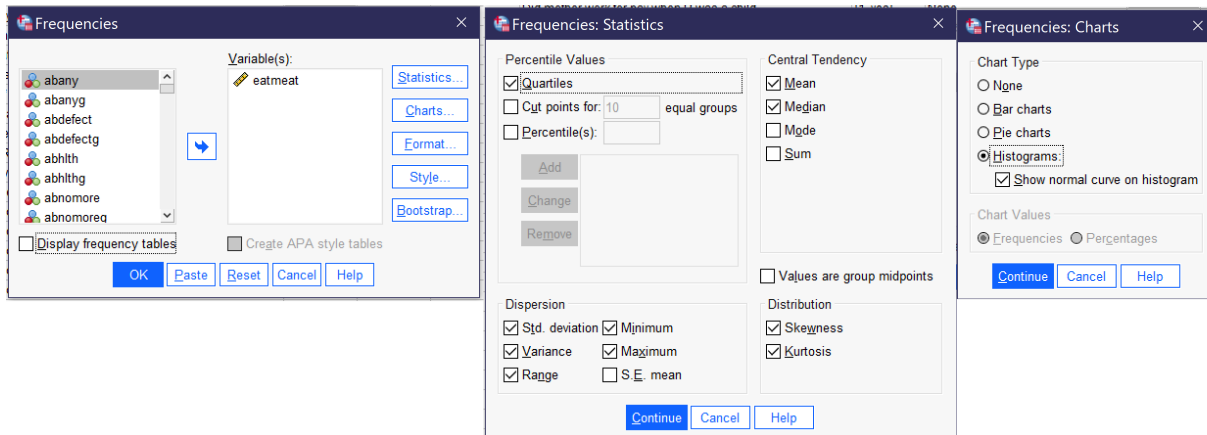 Frequencies
Variable(s):
abany
abanyg
abdefect
abdefectg
abhlth
abhlthg
abnomore
abnomoreg
eatmeat
Statistics...
Charts...
Format...
Style...
Bootstrap...
Display frequency tables
Create APA style tables
OK Paste Reset Cancel Help
Frequencies: Statistics
Percentile Values
Quartiles
Cut points for: 10 equal groups
Percentile(s):
Add
Change
Remove
Central Tendency
Mean
Median
Mode
Sum
Values are group midpoints
Dispersion
Std. deviation Minimum
Variance Maximum
Range S.E. mean
Distribution
Skewness
Kurtosis
Continue Cancel Help
Frequencies: Charts
Chart Type
None
Bar charts
Pie charts
Histograms:
Show normal curve on histogram
Chart Values
Frequencies Percentages
Continue Cancel Help